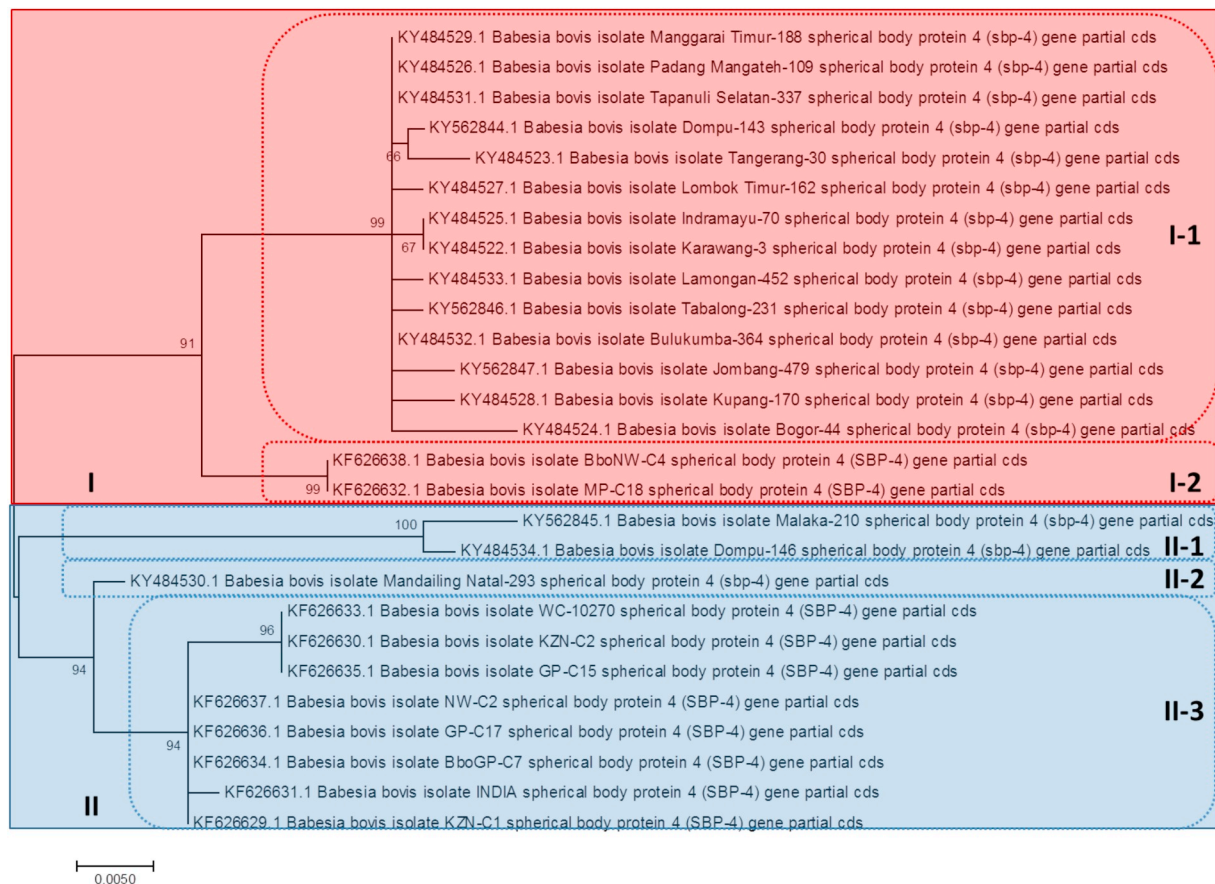 KY484529.1 Babesia bovis isolate Manggarai Timur-188 spherical body protein 4 (sbp-4) gene partial cds
KY484526.1 Babesia bovis isolate Padang Mangateh-109 spherical body protein 4 (sbp-4) gene partial cds
KY484531.1 Babesia bovis isolate Tapanuli Selatan-337 spherical body protein 4 (sbp-4) gene partial cds
KY562844.1 Babesia bovis isolate Dompu-143 spherical body protein 4 (sbp-4) gene partial cds
66
KY484523.1 Babesia bovis isolate Tangerang-30 spherical body protein 4 (sbp-4) gene partial cds
KY484527.1 Babesia bovis isolate Lombok Timur-162 spherical body protein 4 (sbp-4) gene partial cds
99
KY484525.1 Babesia bovis isolate Indramayu-70 spherical body protein 4 (sbp-4) gene partial cds
I-1
67
KY484522.1 Babesia bovis isolate Karawang-3 spherical body protein 4 (sbp-4) gene partial cds
KY484533.1 Babesia bovis isolate Lamongan-452 spherical body protein 4 (sbp-4) gene partial cds
KY562846.1 Babesia bovis isolate Tabalong-231 spherical body protein 4 (sbp-4) gene partial cds
91
KY484532.1 Babesia bovis isolate Bulukumba-364 spherical body protein 4 (sbp-4) gene partial cds
KY562847.1 Babesia bovis isolate Jombang-479 spherical body protein 4 (sbp-4) gene partial cds
KY484528.1 Babesia bovis isolate Kupang-170 spherical body protein 4 (sbp-4) gene partial cds
KY484524.1 Babesia bovis isolate Bogor-44 spherical body protein 4 (sbp-4) gene partial cds
KF626638.1 Babesia bovis isolate BboNW-C4 spherical body protein 4 (SBP-4) gene partial cds
I
99
KF626632.1 Babesia bovis isolate MP-C18 spherical body protein 4 (SBP-4) gene partial cds
I-2
KY562845.1 Babesia bovis isolate Malaka-210 spherical body protein 4 (sbp-4) gene partial cds
100
KY484534.1 Babesia bovis isolate Dompu-146 spherical body protein 4 (sbp-4) gene partial cds
II-1
KY484530.1 Babesia bovis isolate Mandailing Natal-293 spherical body protein 4 (sbp-4) gene partial cds
II-2
KF626633.1 Babesia bovis isolate WC-10270 spherical body protein 4 (SBP-4) gene partial cds
96
KF626630.1 Babesia bovis isolate KZN-C2 spherical body protein 4 (SBP-4) gene partial cds
94
KF626635.1 Babesia bovis isolate GP-C15 spherical body protein 4 (SBP-4) gene partial cds
KF626637.1 Babesia bovis isolate NW-C2 spherical body protein 4 (SBP-4) gene partial cds
II-3
KF626636.1 Babesia bovis isolate GP-C17 spherical body protein 4 (SBP-4) gene partial cds
94
KF626634.1 Babesia bovis isolate BboGP-C7 spherical body protein 4 (SBP-4) gene partial cds
KF626631.1 Babesia bovis isolate INDIA spherical body protein 4 (SBP-4) gene partial cds
II
KF626629.1 Babesia bovis isolate KZN-C1 spherical body protein 4 (SBP-4) gene partial cds
0.0050